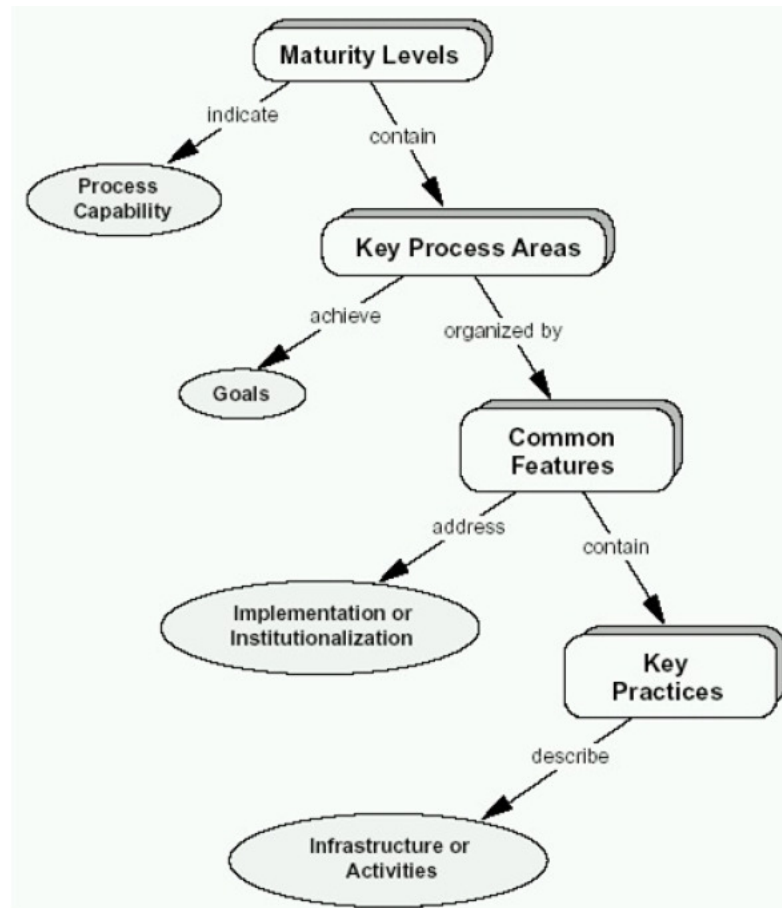 Maturity Levels
indicate
contain
Process
Capability
Key Process Areas
achieve
organized by
Goals
Common
Features
address
contain
Implementation or
Institutionalization
Key
Practices
describe
Infrastructure or
Activities